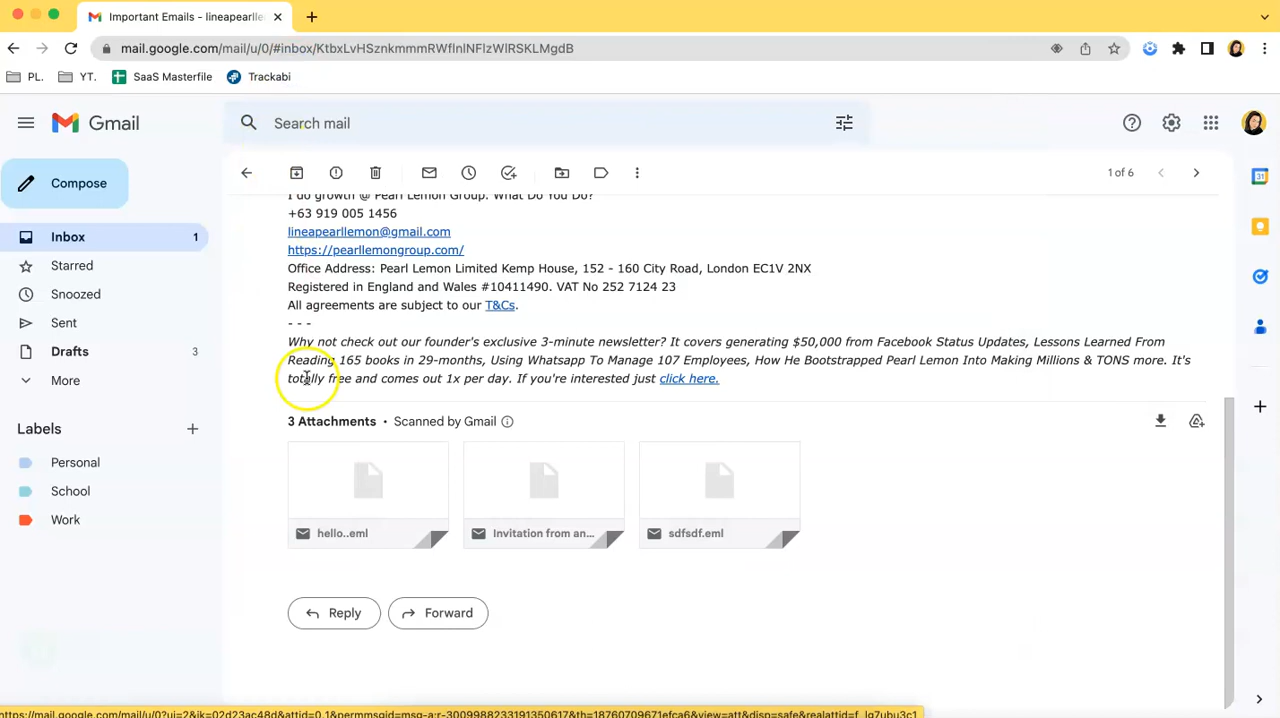 Important Emails - lineapearlle
mail.google.com/mail/u/0/#inbox/KtbxLvHSznkmmmRWflnlNFlzWlRSKLMgdB
PL. YT. SaaS Masterfile Trackabi
Gmail
Search mail
Compose
1 of 6
Inbox 1
Starred
Snoozed
Sent
Drafts 3
More
Labels
Personal
School
Work
I do growth @ Pearl Lemon Group. What Do You Do?
+63 919 005 1456
lineapearllemon@gmail.com
https://pearllemongroup.com/
Office Address: Pearl Lemon Limited Kemp House, 152 - 160 City Road, London EC1V 2NX
Registered in England and Wales #10411490. VAT No 252 7124 23
All agreements are subject to our T&Cs.
- - -
Why not check out our founder's exclusive 3-minute newsletter? It covers generating $50,000 from Facebook Status Updates, Lessons Learned From
Reading 165 books in 29-months, Using Whatsapp To Manage 107 Employees, How He Bootstrapped Pearl Lemon Into Making Millions & TONS more. It's
totally free and comes out 1x per day. If you're interested just click here.
3 Attachments • Scanned by Gmail
hello..eml
Invitation from an...
sdfsdf.eml
Reply
Forward
31